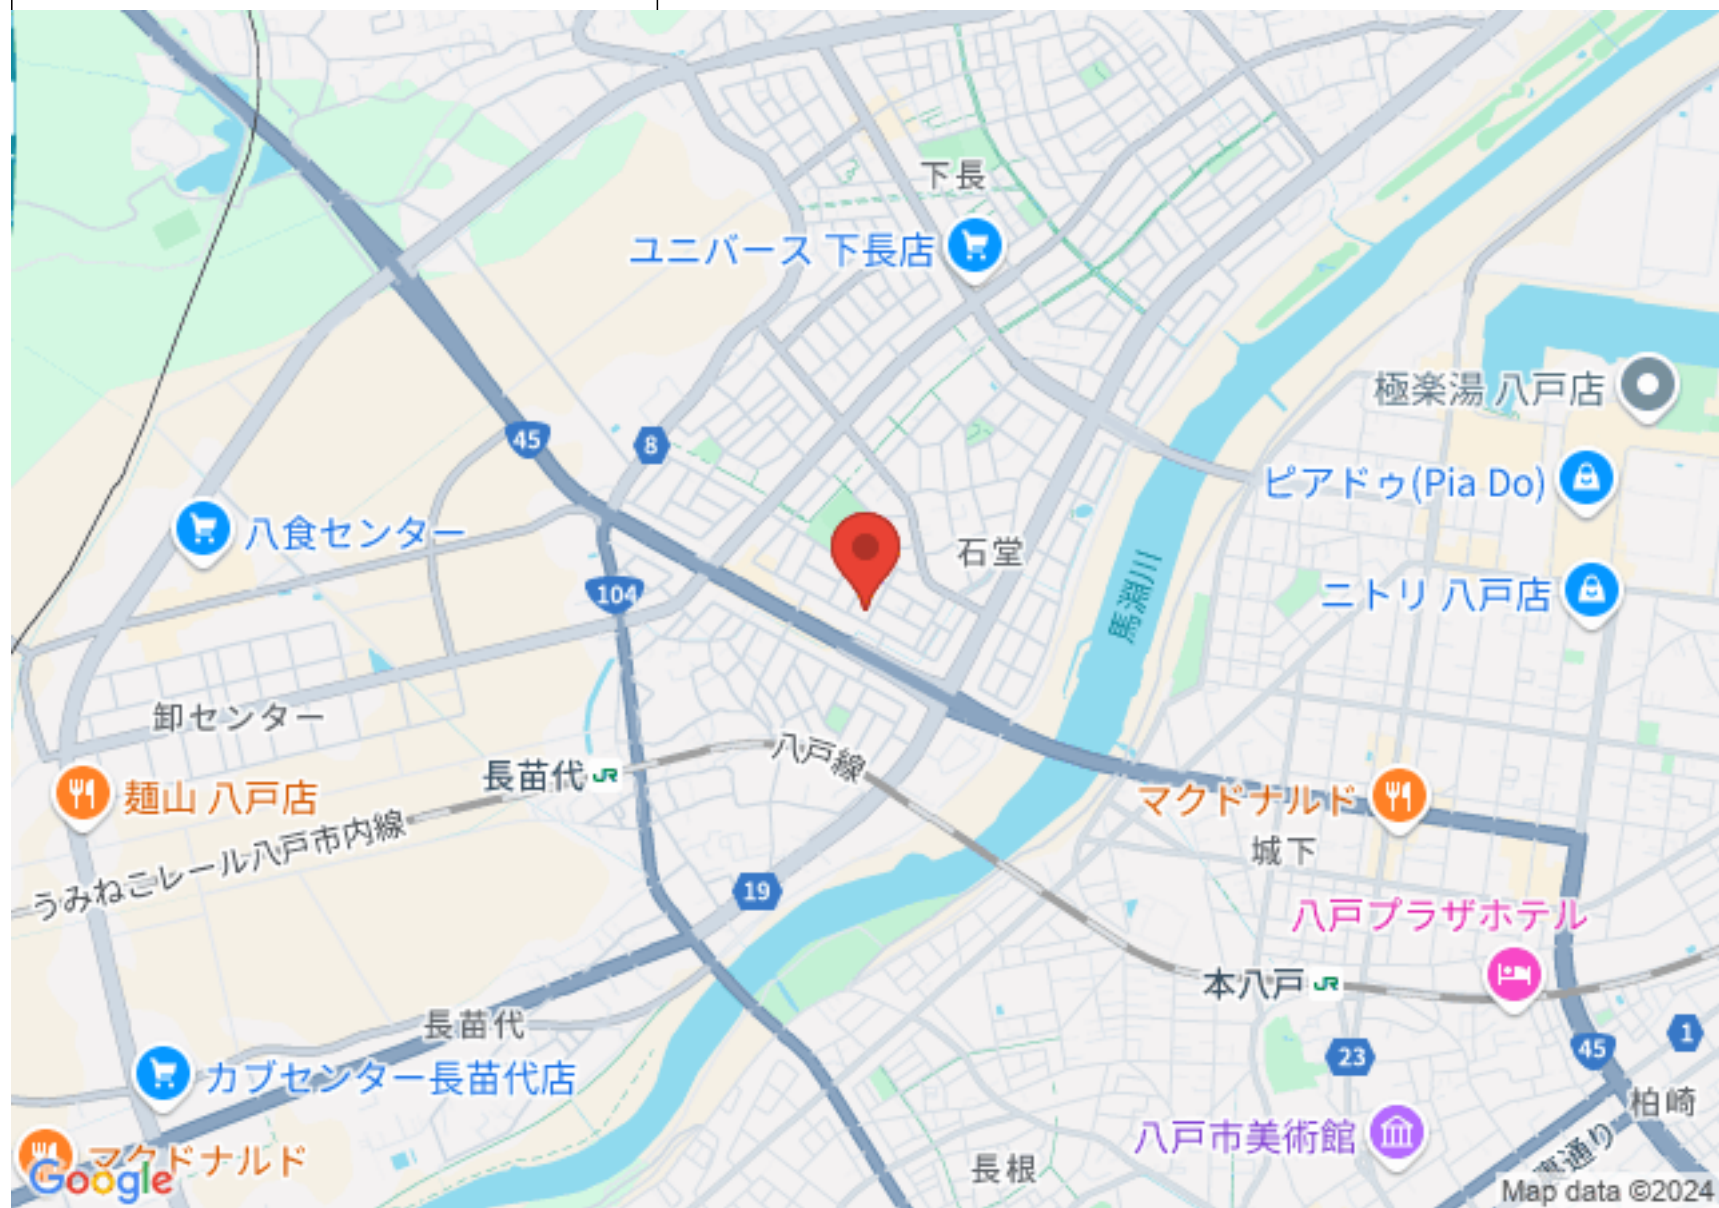 下長
ユニバース 下長店
極楽湯 八戸店
45
8
ピアドゥ(Pia Do)
八食センター
石堂
馬淵川
104
ニトリ 八戸店
卸センター
八戸線
長苗代
麺山 八戸店
マクドナルド
うみねこレール八戸市内線
城下
19
八戸プラザホテル
本八戸
長苗代
23
45
1
カブセンター長苗代店
柏崎
八戸市美術館
マクドナルド
長根
Google
Map data ©2024